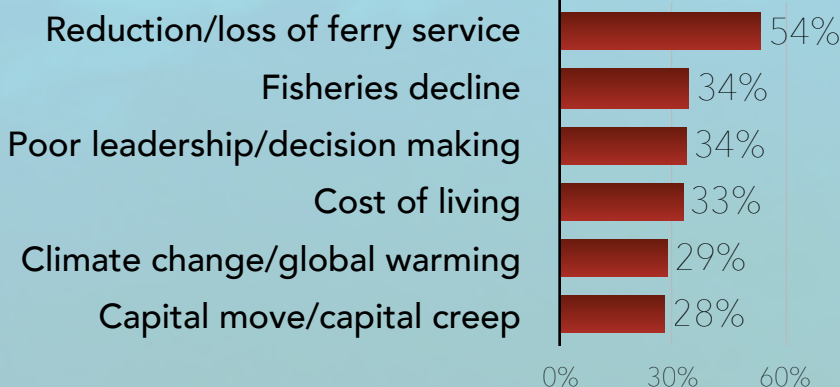 Reduction/loss of ferry service 54%
Fisheries decline 34%
Poor leadership/decision making 34%
Cost of living 33%
Climate change/global warming 29%
Capital move/capital creep 28%
0% 30% 60%